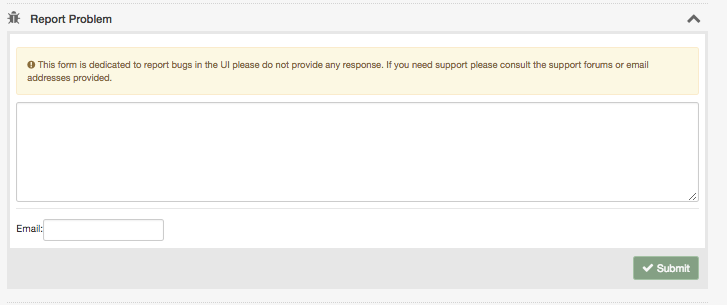 Report Problem
This form is dedicated to report bugs in the UI please do not provide any response. If you need support please consult the support forums or email
addresses provided.
Email:
Submit